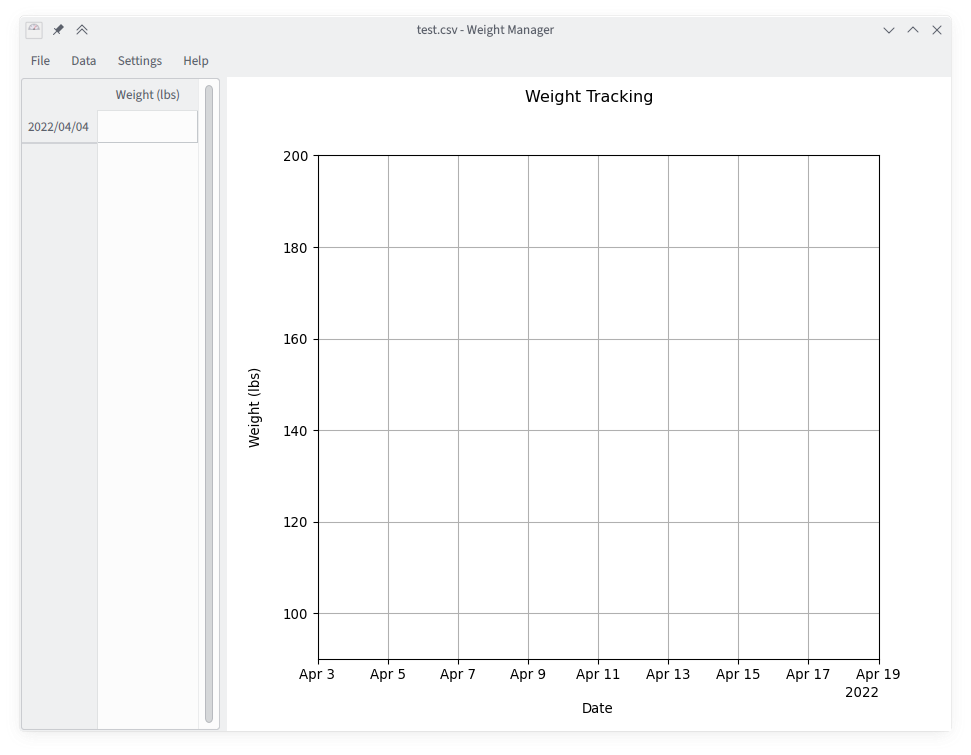 test.csv - Weight Manager
File Data Settings Help
Weight (lbs)
2022/04/04
Weight Tracking
200
180
160
140
120
100
Weight (lbs)
Apr 3 Apr 5 Apr 7 Apr 9 Apr 11 Apr 13 Apr 15 Apr 17 Apr 19
2022
Date